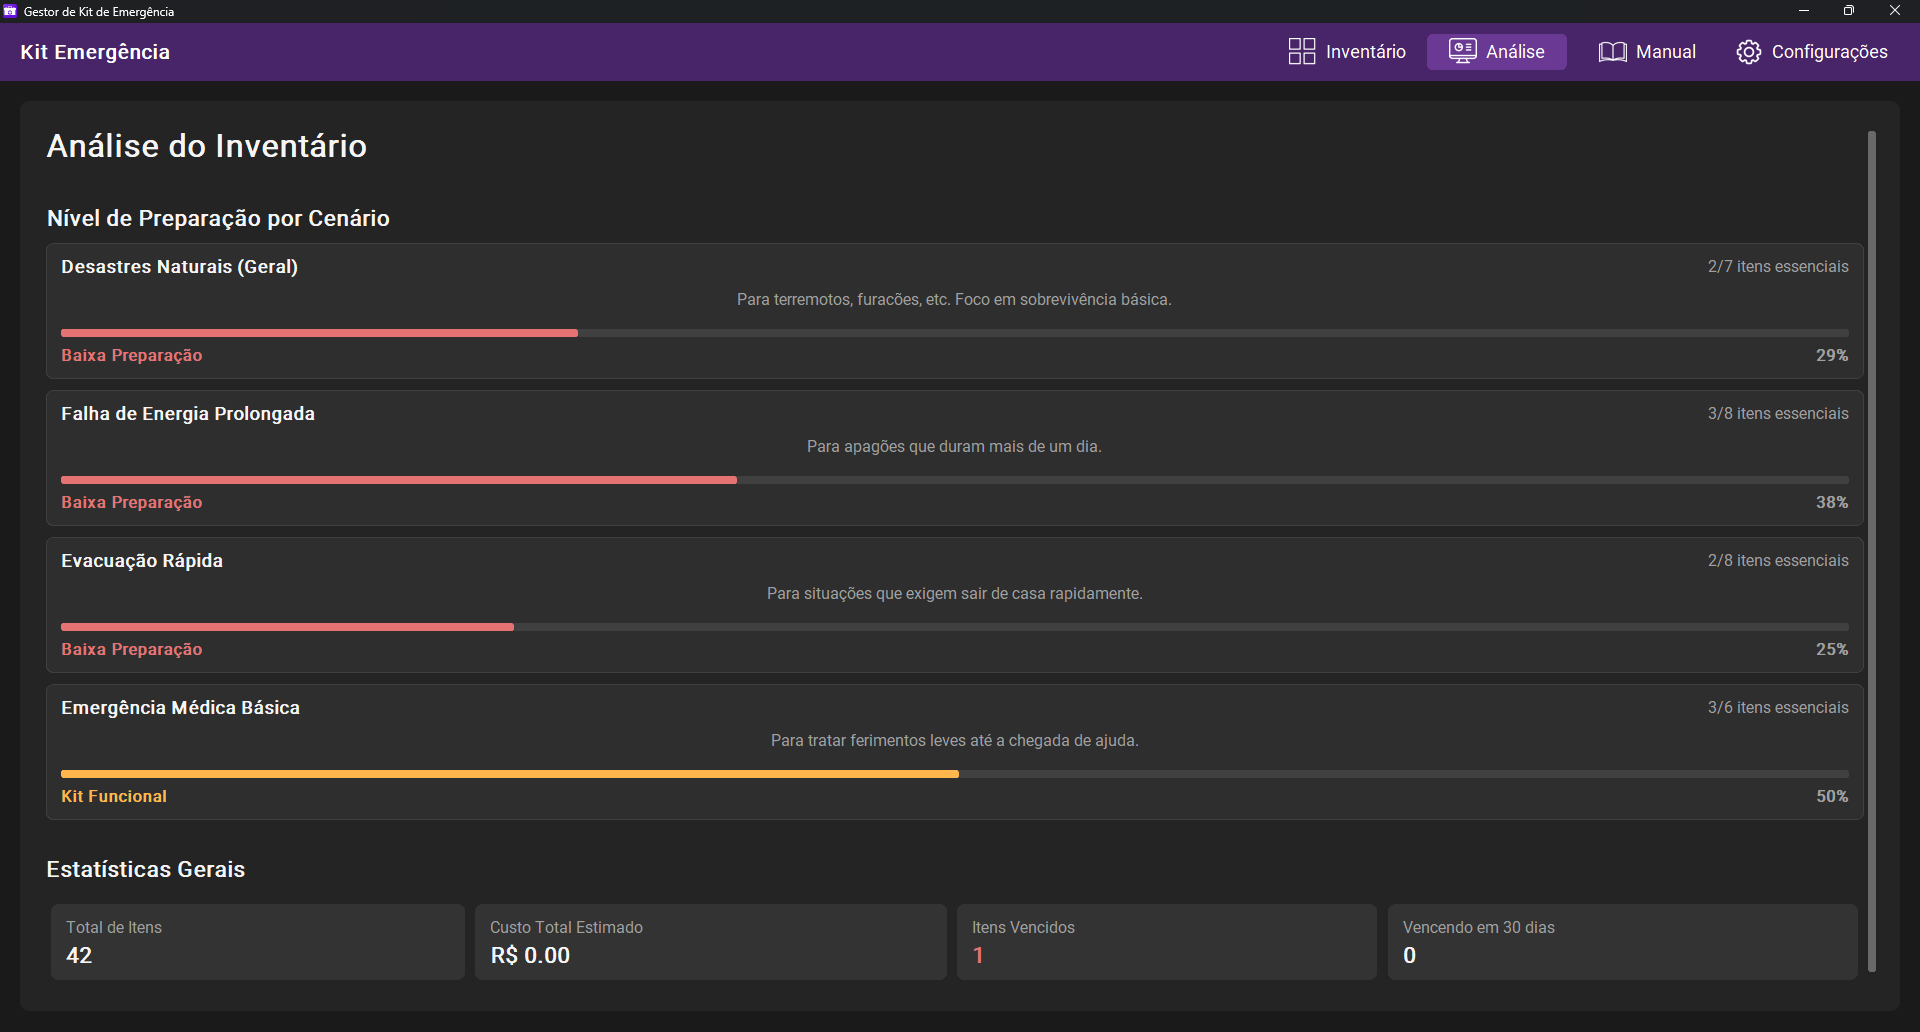 Gestor de Kit de Emergência
Kit Emergência
Inventário
Análise
Manual
Configurações
Análise do Inventário
Nível de Preparação por Cenário
Desastres Naturais (Geral)
2/7 itens essenciais
Para terremotos, furacões, etc. Foco em sobrevivência básica.
Baixa Preparação
29%
Falha de Energia Prolongada
3/8 itens essenciais
Para apagões que duram mais de um dia.
Baixa Preparação
38%
Evacuação Rápida
2/8 itens essenciais
Para situações que exigem sair de casa rapidamente.
Baixa Preparação
25%
Emergência Médica Básica
3/6 itens essenciais
Para tratar ferimentos leves até a chegada de ajuda.
Kit Funcional
50%
Estatísticas Gerais
Total de Itens
42
Custo Total Estimado
R$ 0.00
Itens Vencidos
1
Vencendo em 30 dias
0